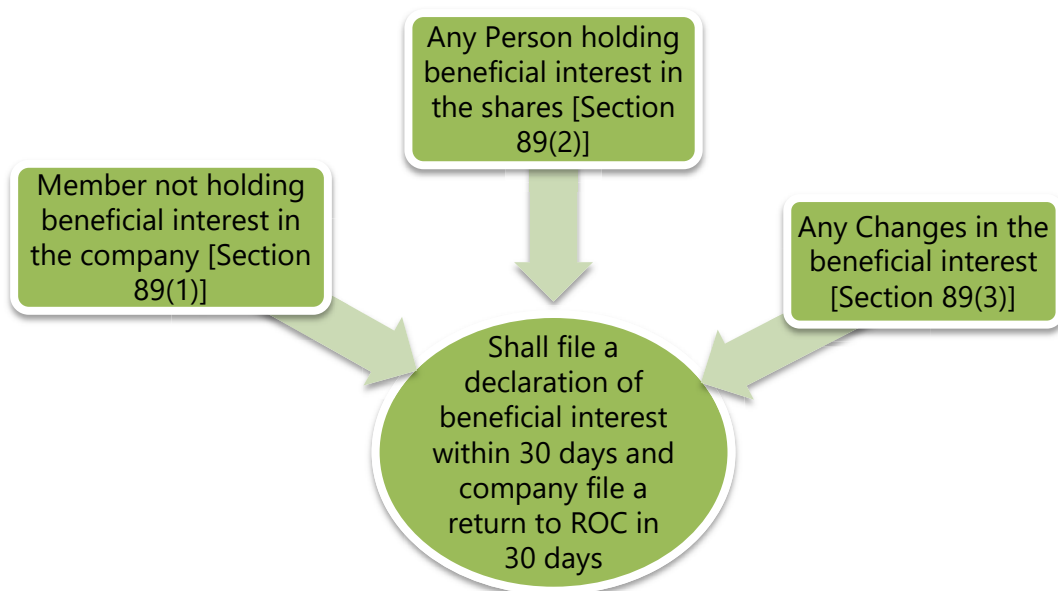 Any Person holding
beneficial interest in
the shares [Section
89(2)]
Member not holding
beneficial interest in
the company [Section
89(1)]
Any Changes in the
beneficial interest
[Section 89(3)]
Shall file a
declaration of
beneficial interest
within 30 days and
company file a
return to ROC in
30 days